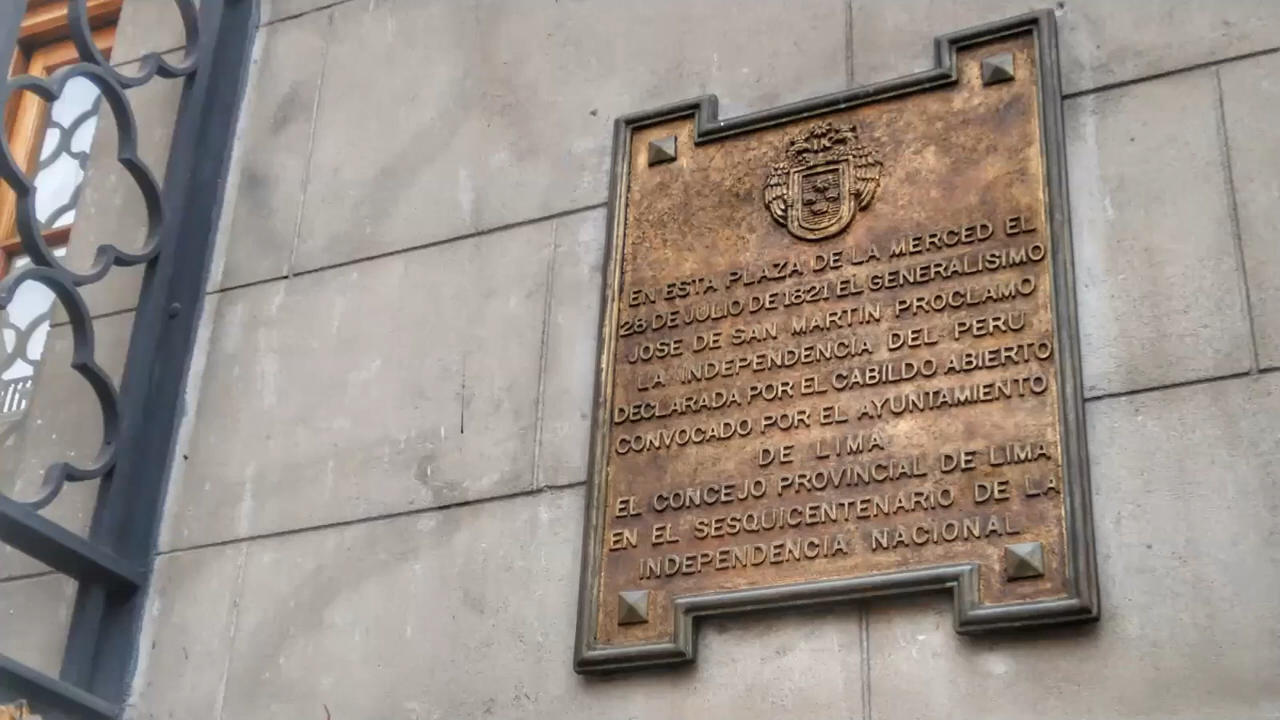 EN ESTA PLAZA DE LA MERCED EL
28 DE JULIO DE 1821 EL GENERALISIMO
JOSE DE SAN MARTIN PROCLAMO
LA INDEPENDENCIA DEL PERU
DECLARADA POR EL CABILDO ABIERTO
CONVOCADO POR EL AYUNTAMIENTO
DE LIMA
EL CONCEJO PROVINCIAL DE LIMA
EN EL SESQUICENTENARIO DE LA
INDEPENDENCIA NACIONAL